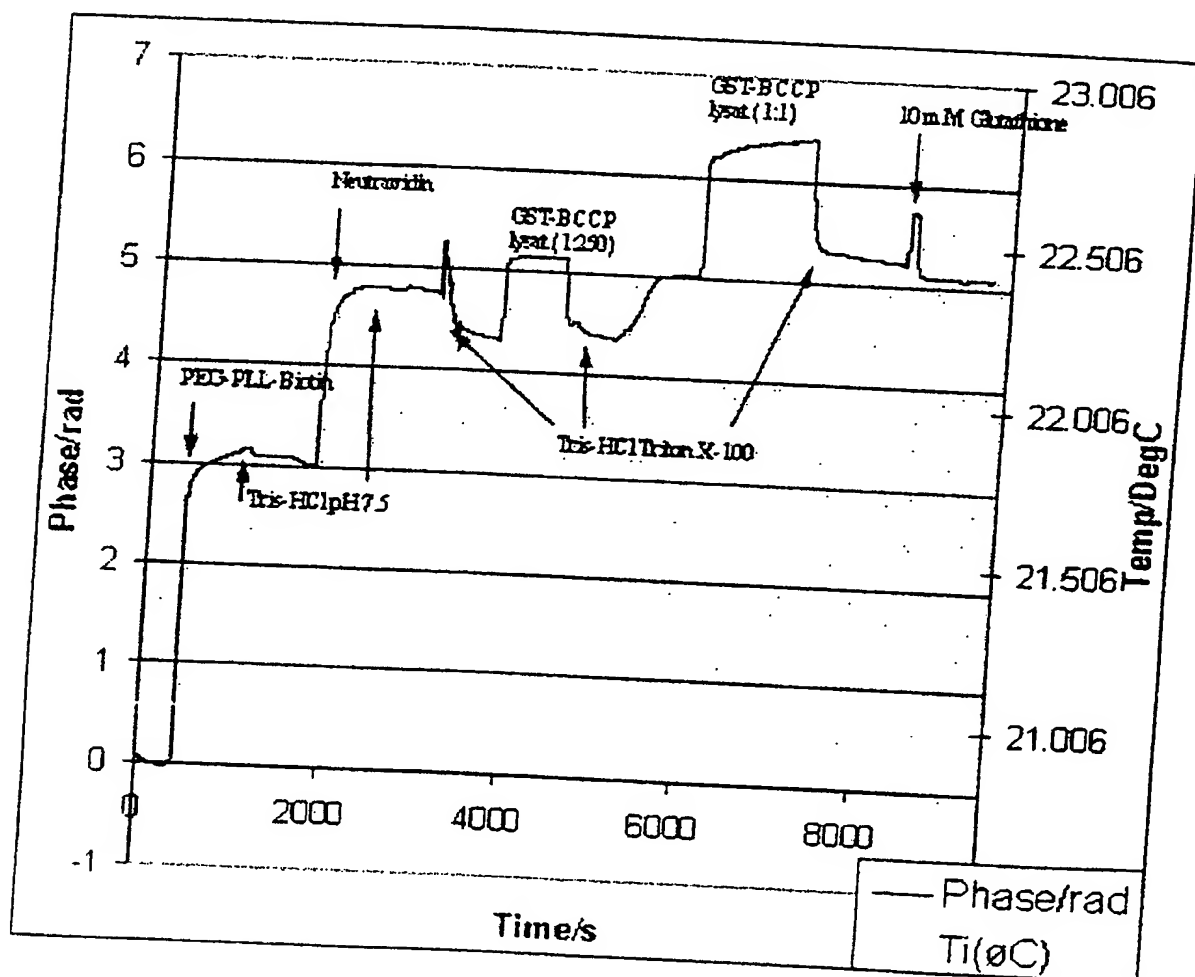 7
6
5
4
3
2
1
0
-1
Phase/rad
GST-BCCP
lysat (1:1)
10mM Glutathione
Neutravidin
GST-BCCP
lysat (1:250)
PEG-PLL-Biotin
Tris-HCl Triton X-100
Tris-HCl pH 7.5
23.006
22.506
22.006
21.506
21.006
Temp/DegC
0
2000
4000
6000
8000
Time/s
Phase/rad
Ti(øC)